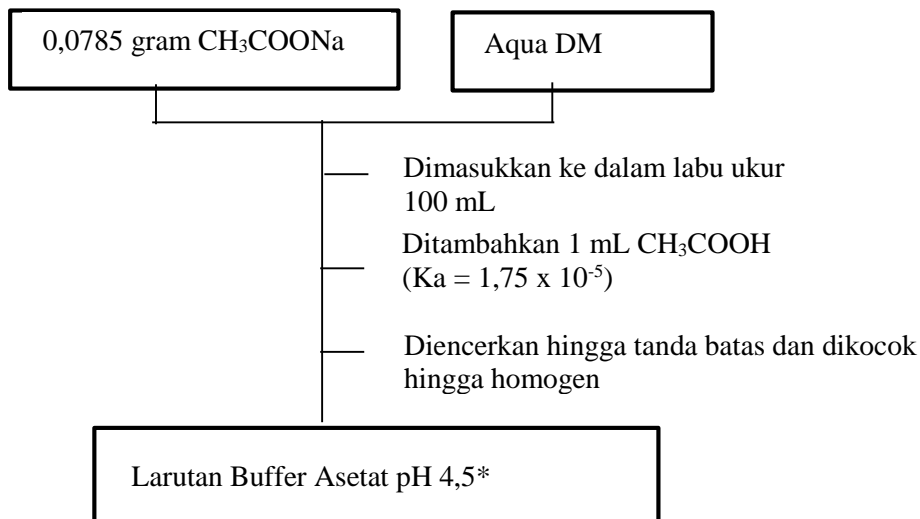 0,0785 gram CH₃COONa
Aqua DM
Dimasukkan ke dalam labu ukur
100 mL
Ditambahkan 1 mL CH₃COOH
(Ka = 1,75 x 10⁻⁵)
Diencerkan hingga tanda batas dan dikocok
hingga homogen
Larutan Buffer Asetat pH 4,5*